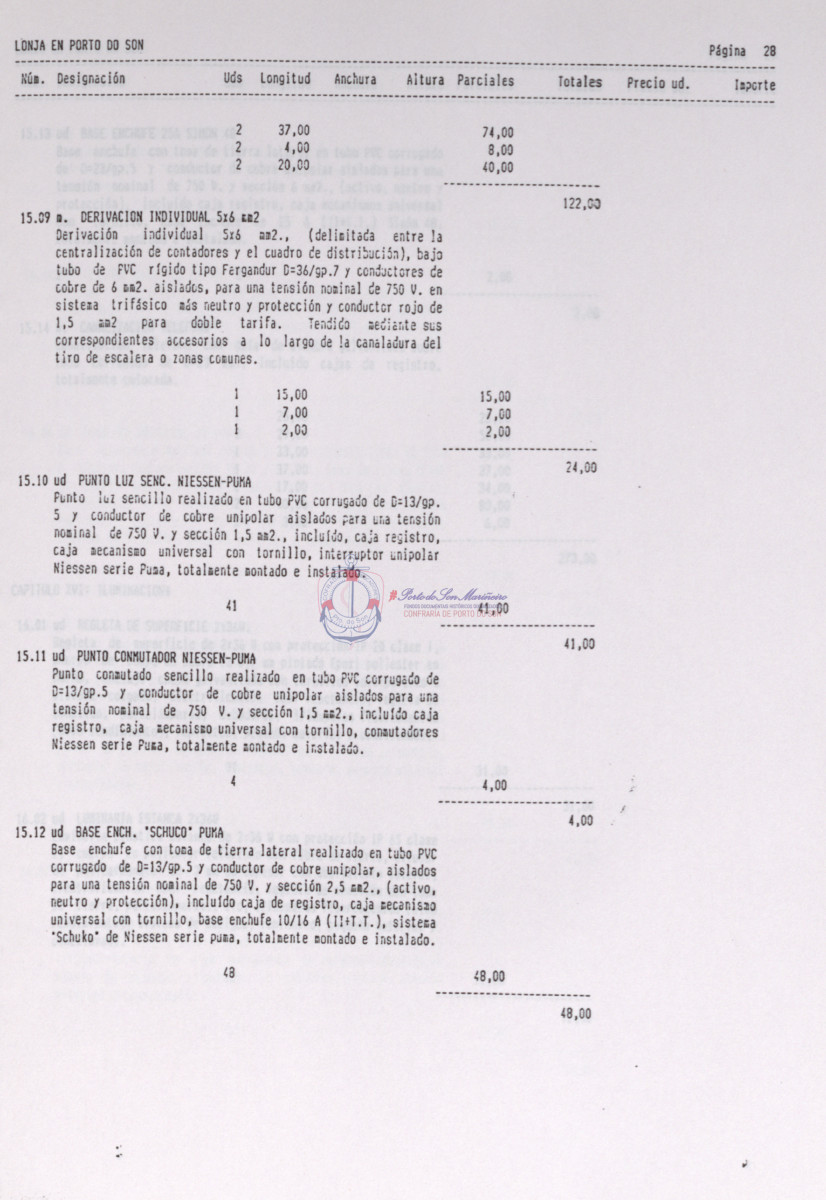 LONJA EN PORTO DO SON
Página 28
Núm. Designación Uds Longitud Anchura Altura Parciales Totales Precio ud. Importe
2 37,00 74,00
2 4,00 8,00
2 20,00 40,00
122,00
15.09 m. DERIVACION INDIVIDUAL 5x6 mm2
Derivación individual 5x6 mm2., (delimitada entre la
centralización de contadores y el cuadro de distribución), bajo
tubo de PVC rígido tipo Fergandur D=36/gp.7 y conductores de
cobre de 6 mm2. aislados, para una tensión nominal de 750 V. en
sistema trifásico más neutro y protección y conductor rojo de
1,5 mm2 para doble tarifa. Tendido mediante sus
correspondientes accesorios a lo largo de la canaladura del
tiro de escalera o zonas comunes.
1 15,00 15,00
1 7,00 7,00
1 2,00 2,00
24,00
15.10 ud PUNTO LUZ SENC. NIESSEN-PUMA
Punto luz sencillo realizado en tubo PVC corrugado de D=13/gp.
5 y conductor de cobre unipolar aislados para una tensión
nominal de 750 V. y sección 1,5 mm2., incluído, caja registro,
caja mecanismo universal con tornillo, interruptor unipolar
Niessen serie Puma, totalmente montado e instalado.
#Porto do Son Mariñeiro
CONFRARÍA DE PORTO DO SON
41 41,00
41,00
15.11 ud PUNTO CONMUTADOR NIESSEN-PUMA
Punto conmutado sencillo realizado en tubo PVC corrugado de
D=13/gp.5 y conductor de cobre unipolar aislados para una
tensión nominal de 750 V. y sección 1,5 mm2., incluído caja
registro, caja mecanismo universal con tornillo, conmutadores
Niessen serie Puma, totalmente montado e instalado.
4 4,00
4,00
15.12 ud BASE ENCH. "SCHUCO" PUMA
Base enchufe con toma de tierra lateral realizado en tubo PVC
corrugado de D=13/gp.5 y conductor de cobre unipolar, aislados
para una tensión nominal de 750 V. y sección 2,5 mm2., (activo,
neutro y protección), incluído caja de registro, caja mecanismo
universal con tornillo, base enchufe 10/16 A (II+T.T.), sistema
"Schuko" de Niessen serie puma, totalmente montado e instalado.
48 48,00
48,00